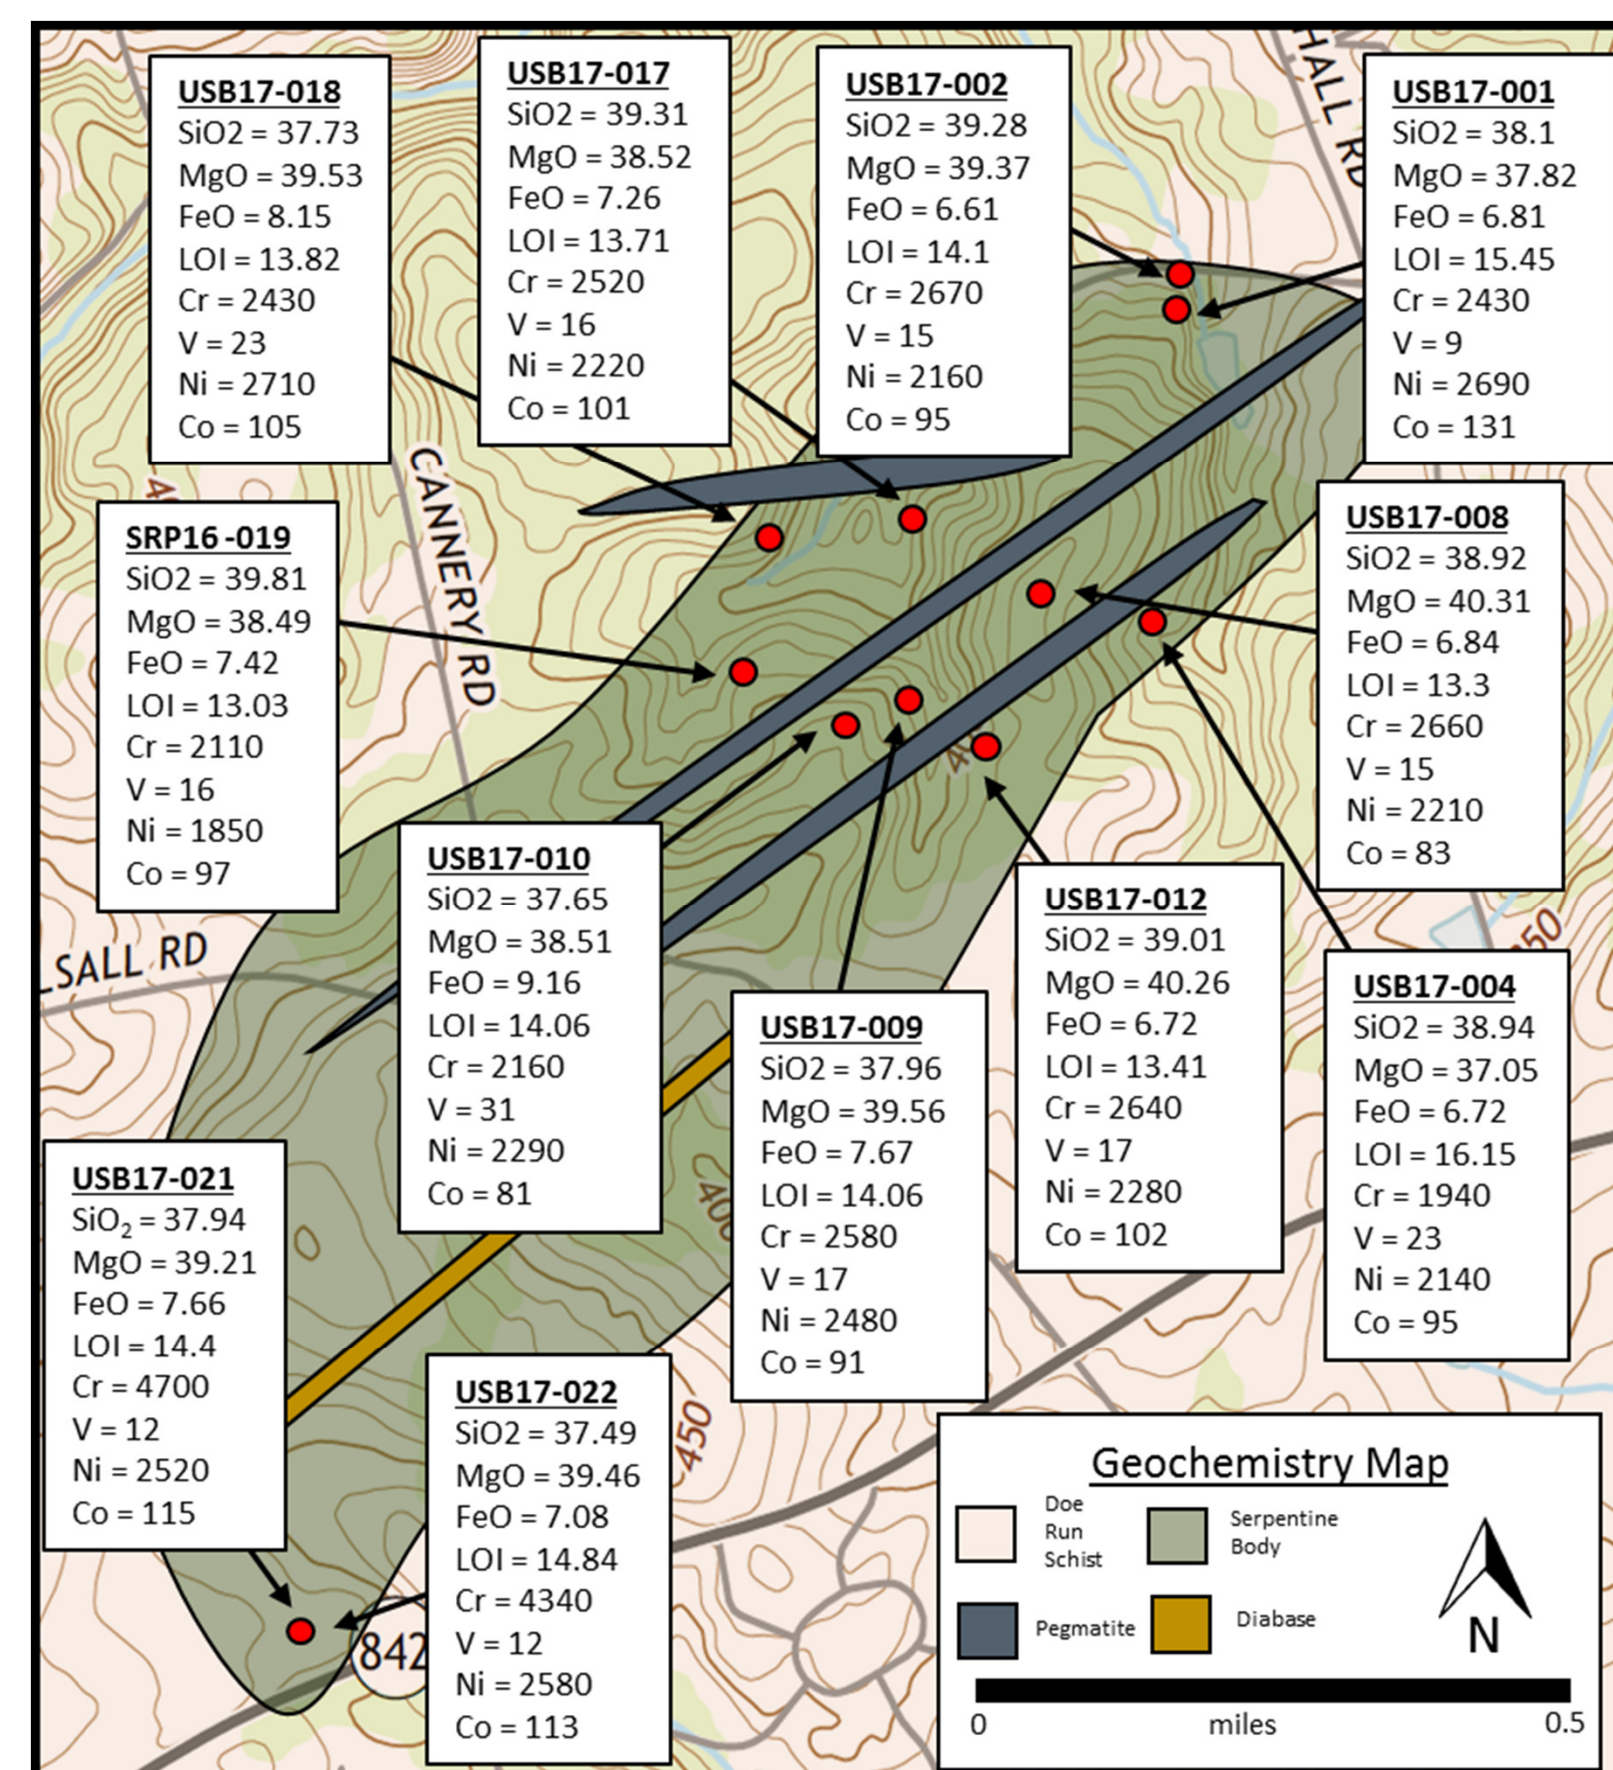 USB17-018
SiO2 = 37.73
MgO = 39.53
FeO = 8.15
LOI = 13.82
Cr = 2430
V = 23
Ni = 2710
Co = 105
USB17-017
SiO2 = 39.31
MgO = 38.52
FeO = 7.26
LOI = 13.71
Cr = 2520
V = 16
Ni = 2220
Co = 101
USB17-002
SiO2 = 39.28
MgO = 39.37
FeO = 6.61
LOI = 14.1
Cr = 2670
V = 15
Ni = 2160
Co = 95
HALL RD
USB17-001
SiO2 = 38.1
MgO = 37.82
FeO = 6.81
LOI = 15.45
Cr = 2430
V = 9
Ni = 2690
Co = 131
SRP16 -019
SiO2 = 39.81
MgO = 38.49
FeO = 7.42
LOI = 13.03
Cr = 2110
V = 16
Ni = 1850
Co = 97
CANNERY RD
USB17-008
SiO2 = 38.92
MgO = 40.31
FeO = 6.84
LOI = 13.3
Cr = 2660
V = 15
Ni = 2210
Co = 83
SALL RD
USB17-010
SiO2 = 37.65
MgO = 38.51
FeO = 9.16
LOI = 14.06
Cr = 2160
V = 31
Ni = 2290
Co = 81
USB17-012
SiO2 = 39.01
MgO = 40.26
FeO = 6.72
LOI = 13.41
Cr = 2640
V = 17
Ni = 2280
Co = 102
USB17-009
SiO2 = 37.96
MgO = 39.56
FeO = 7.67
LOI = 14.06
Cr = 2580
V = 17
Ni = 2480
Co = 91
USB17-004
SiO2 = 38.94
MgO = 37.05
FeO = 6.72
LOI = 16.15
Cr = 1940
V = 23
Ni = 2140
Co = 95
400
USB17-021
SiO₂ = 37.94
MgO = 39.21
FeO = 7.66
LOI = 14.4
Cr = 4700
V = 12
Ni = 2520
Co = 115
USB17-022
SiO2 = 37.49
MgO = 39.46
FeO = 7.08
LOI = 14.84
Cr = 4340
V = 12
Ni = 2580
Co = 113
450
842
Geochemistry Map
Doe
Run
Schist
Serpentine
Body
Pegmatite
Diabase
N
0 miles 0.5